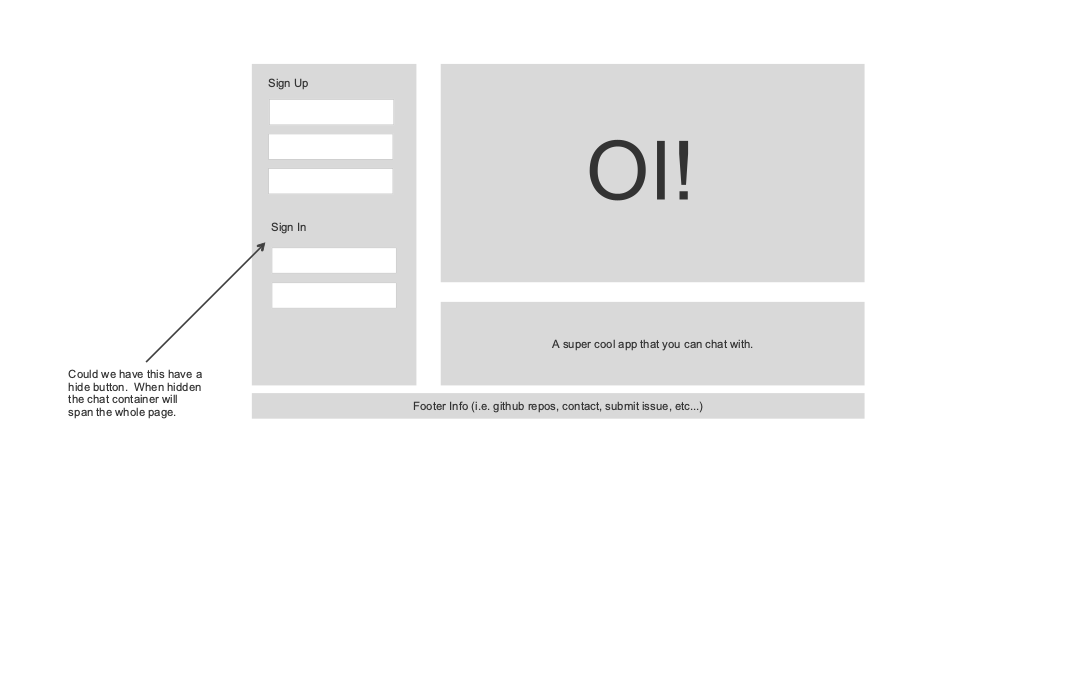 Sign Up
OI!
Sign In
A super cool app that you can chat with.
Could we have this have a
hide button.  When hidden
the chat container will
span the whole page.
Footer Info (i.e. github repos, contact, submit issue, etc...)